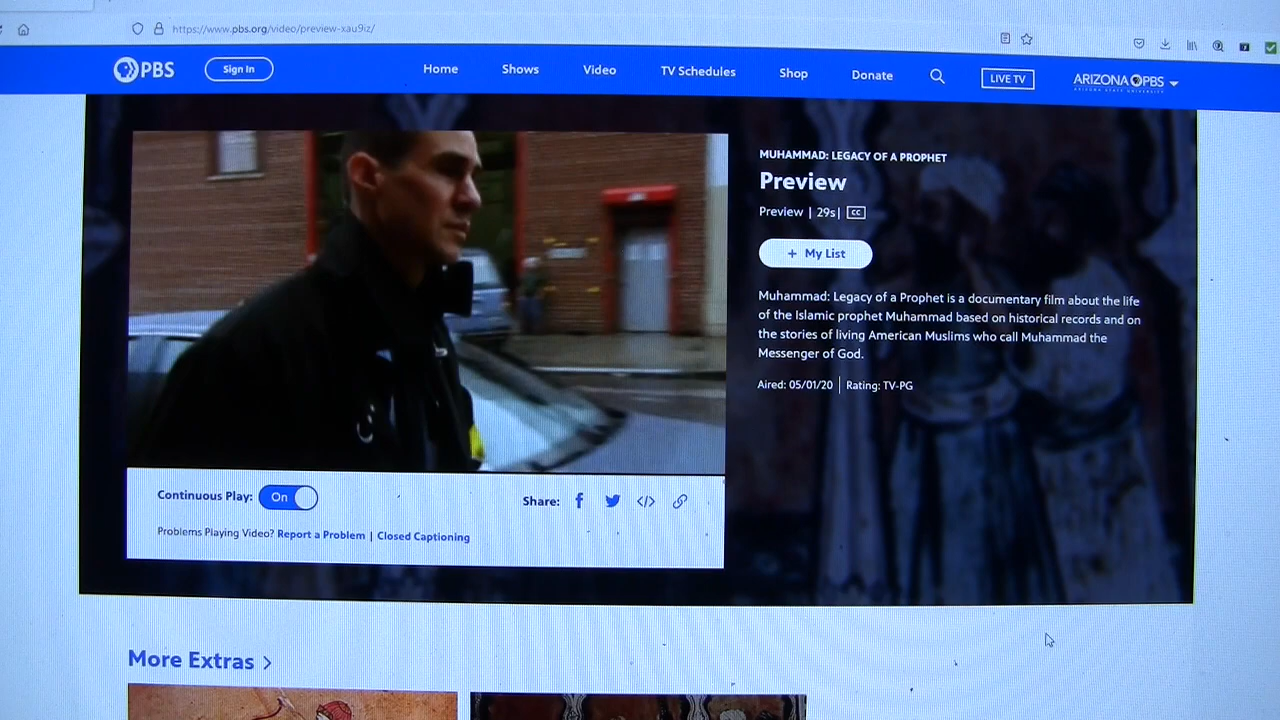 https://www.pbs.org/video/preview-xau9iz/
PBS
Sign In
Home
Shows
Video
TV Schedules
Shop
Donate
LIVE TV
ARIZONA PBS
ARIZONA STATE UNIVERSITY
MUHAMMAD: LEGACY OF A PROPHET
Preview
Preview | 29s | CC
+ My List
Muhammad: Legacy of a Prophet is a documentary film about the life
of the Islamic prophet Muhammad based on historical records and on
the stories of living American Muslims who call Muhammad the
Messenger of God.
Aired: 05/01/20 | Rating: TV-PG
Continuous Play: On
Share:
Problems Playing Video? Report a Problem | Closed Captioning
More Extras >